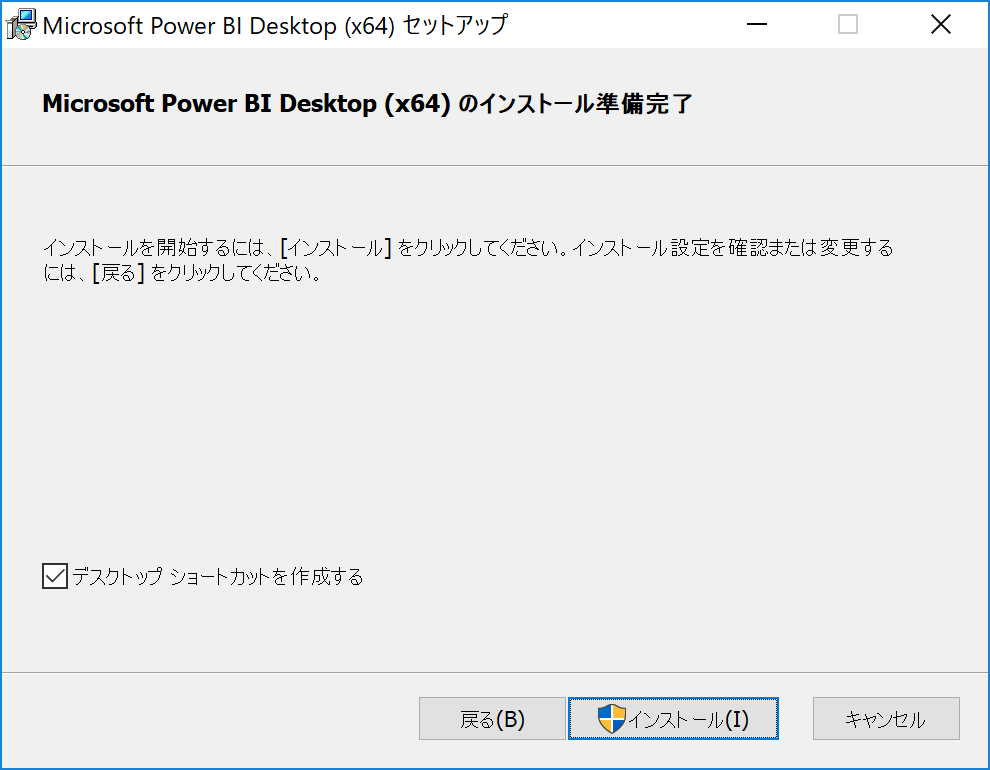 Microsoft Power BI Desktop (x64) セットアップ
Microsoft Power BI Desktop (x64) のインストール準備完了
インストールを開始するには、[インストール] をクリックしてください。インストール設定を確認または変更する
には、[戻る] をクリックしてください。
デスクトップ ショートカットを作成する
戻る(B)
インストール(I)
キャンセル